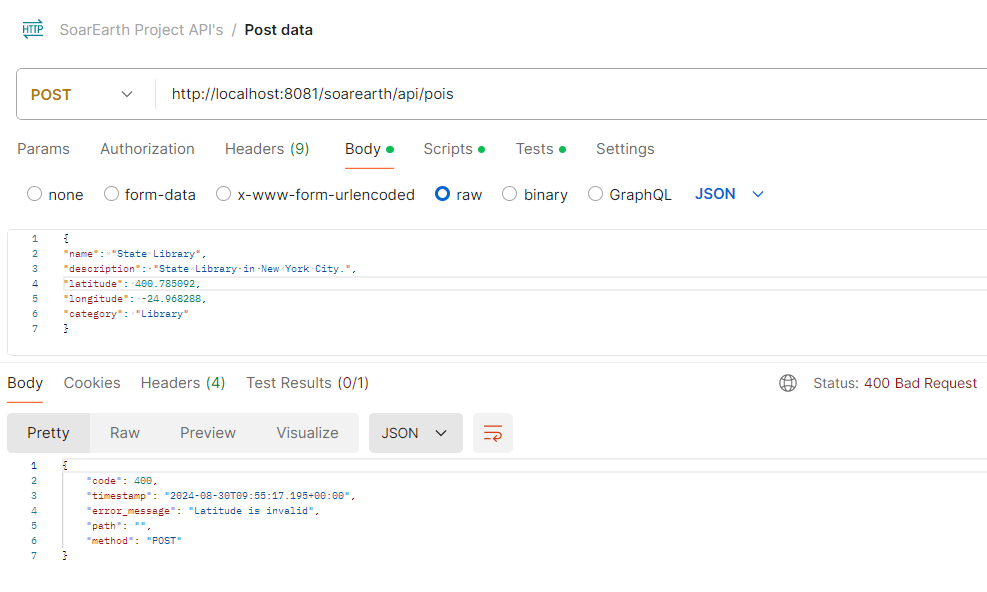 HTTP SoarEarth Project API's / Post data
POST http://localhost:8081/soarearth/api/pois
Params Authorization Headers (9) Body Scripts Tests Settings
none form-data x-www-form-urlencoded raw binary GraphQL JSON
1 {
2 "name": "State Library",
3 "description": "State Library in New York City.",
4 "latitude": 400.785092,
5 "longitude": -24.968288,
6 "category": "Library"
7 }
Body Cookies Headers (4) Test Results (0/1) Status: 400 Bad Request
Pretty Raw Preview Visualize JSON
1 {
2 "code": 400,
3 "timestamp": "2024-08-30T09:55:17.195+00:00",
4 "error_message": "Latitude is invalid",
5 "path": "",
6 "method": "POST"
7 }